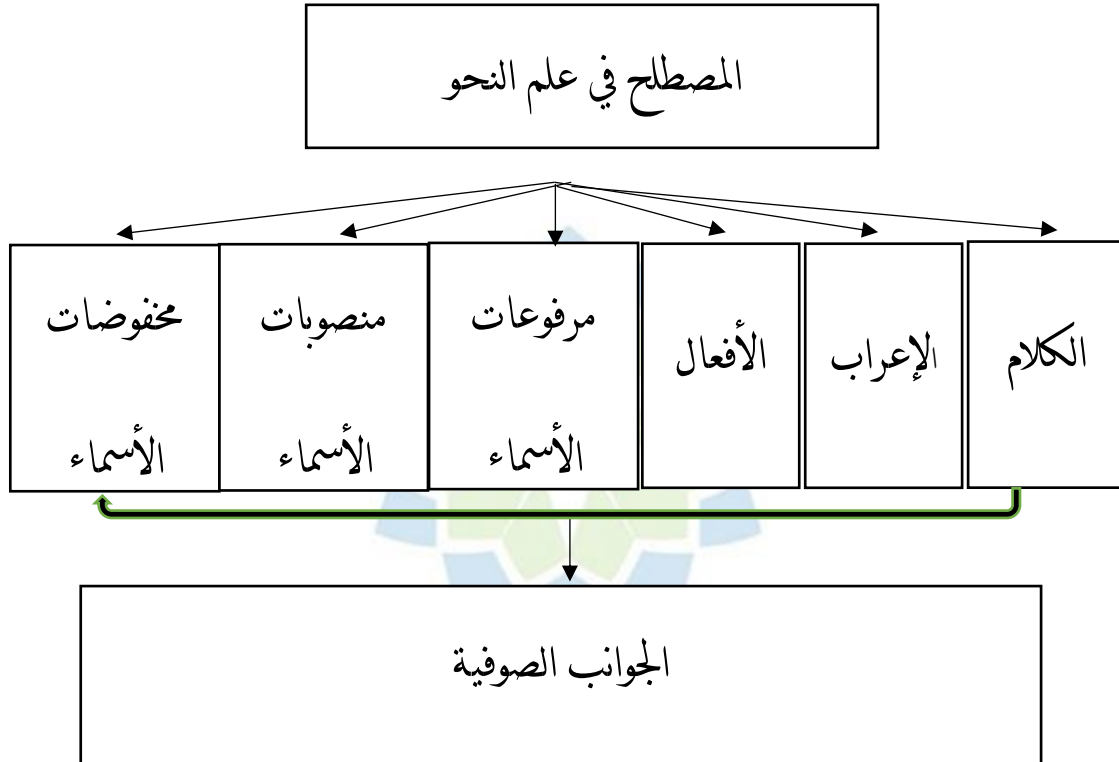 المصطلح في علم النحو
الكلام
الإعراب
الأفعال
مرفوعات
الأسماء
منصوبات
الأسماء
مخفوضات
الأسماء
الجوانب الصوفية